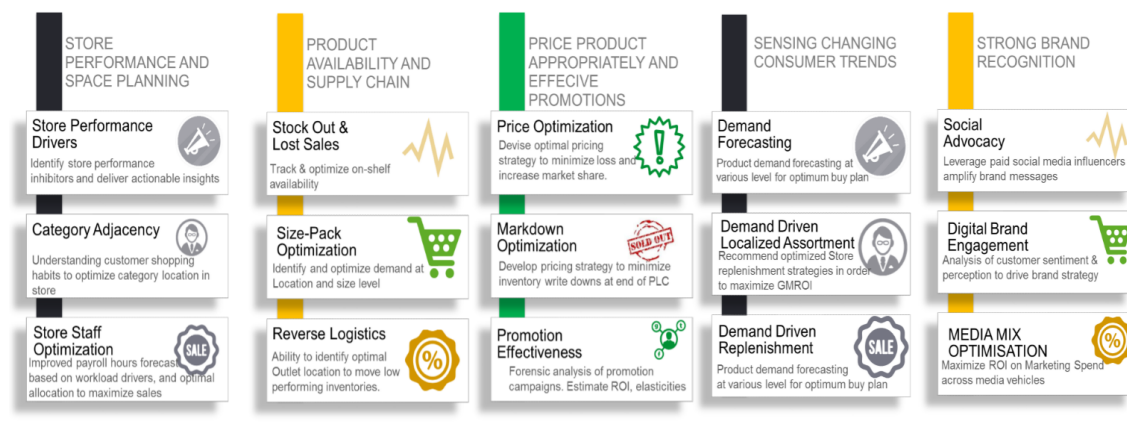 STORE
PERFORMANCE AND
SPACE PLANNING
Store Performance
Drivers
Identify store performance
inhibitors and deliver actionable insights
Category Adjacency
Understanding customer shopping
habits to optimize category location in
store
Store Staff
Optimization
Improved payroll hours forecast
based on workload drivers, and optimal
allocation to maximize sales
SALE
PRODUCT
AVAILABILITY AND
SUPPLY CHAIN
Stock Out &
Lost Sales
Track & optimize on-shelf
availability
Size-Pack
Optimization
Identify and optimize demand at
Location and size level
Reverse Logistics
Ability to identify optimal
Outlet location to move low
performing inventories.
%
PRICE PRODUCT
APPROPRIATELY AND
EFFECIVE
PROMOTIONS
Price Optimization
Devise optimal pricing
strategy to minimize loss and
increase market share.
!
Markdown
Optimization
SOLD OUT
Develop pricing strategy to minimize
inventory write downs at end of PLC
Promotion
Effectiveness
Forensic analysis of promotion
campaigns. Estimate ROI, elasticities
SENSING CHANGING
CONSUMER TRENDS
Demand
Forecasting
Product demand forecasting at
various level for optimum buy plan
Demand Driven
Localized Assortment
Recommend optimized Store
replenishment strategies in order
to maximize GMROI
Demand Driven
Replenishment
SALE
Product demand forecasting
at various level for optimum buy plan
STRONG BRAND
RECOGNITION
Social
Advocacy
Leverage paid social media influencers
amplify brand messages
Digital Brand
Engagement
Analysis of customer sentiment &
perception to drive brand strategy
MEDIA MIX
OPTIMISATION
%
Maximize ROI on Marketing Spend
across media vehicles